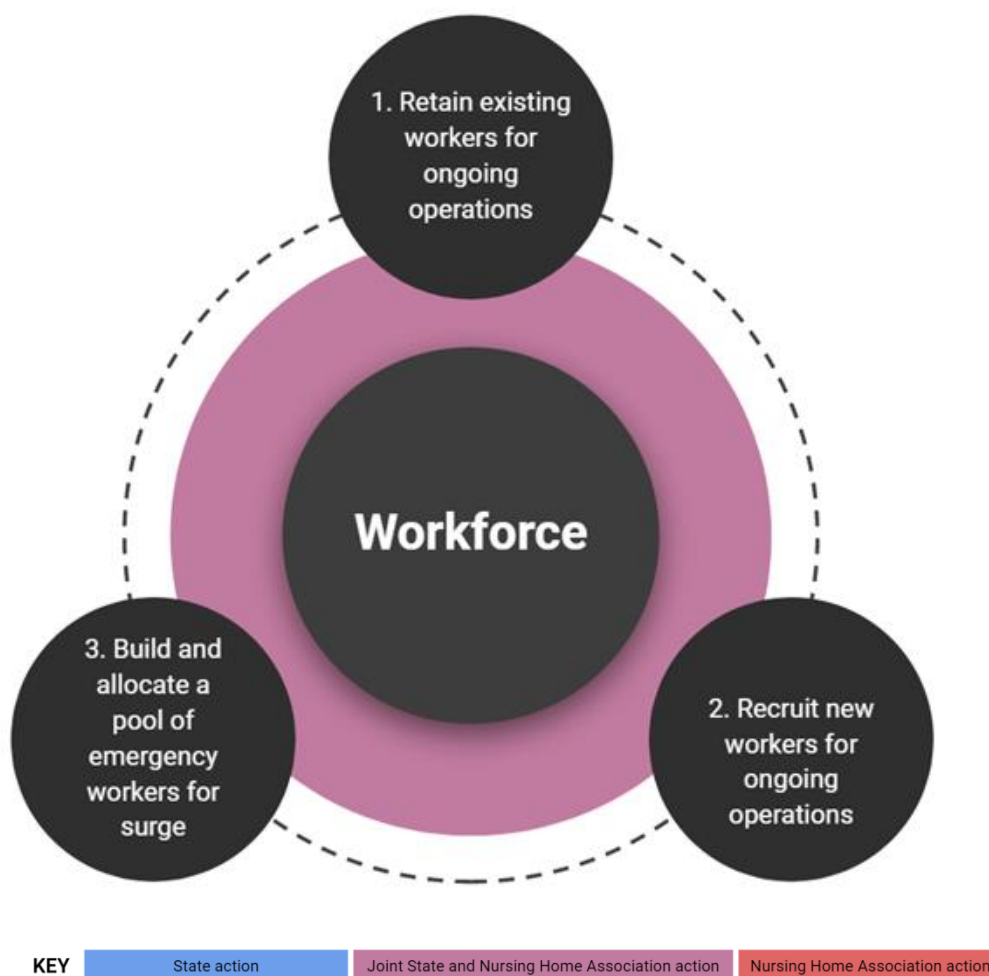 1. Retain existing
workers for
ongoing
operations
Workforce
3. Build and
allocate a
pool of
emergency
workers for
surge
2. Recruit new
workers for
ongoing
operations
KEY
State action
Joint State and Nursing Home Association action
Nursing Home Association action